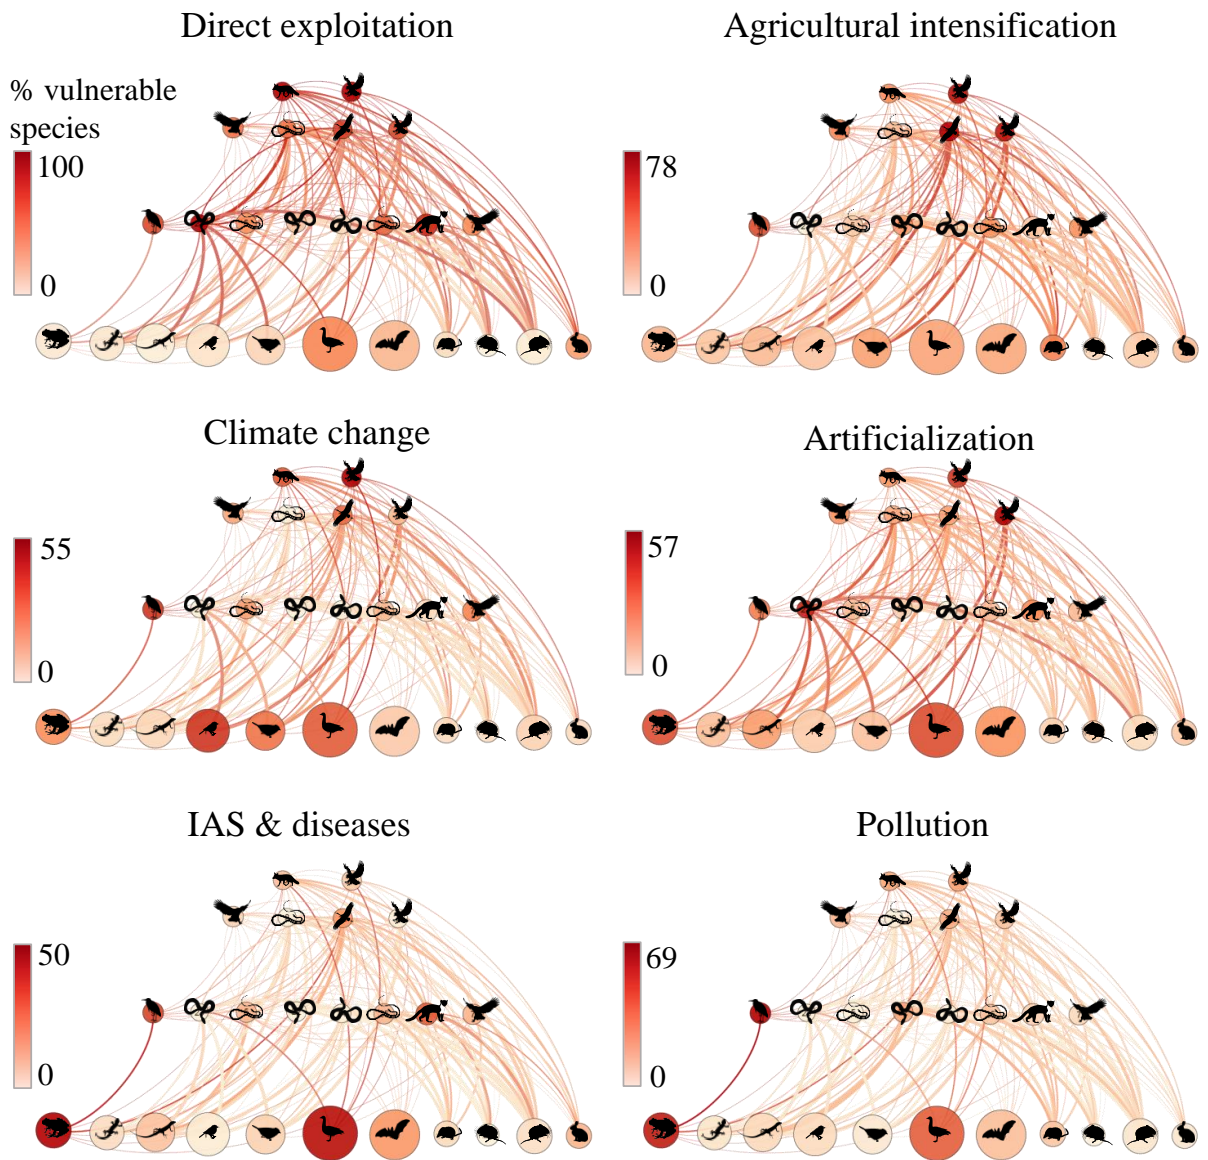 Direct exploitation
Agricultural intensification
% vulnerable
species
100
0
78
0
Climate change
Artificialization
55
0
57
0
IAS & diseases
Pollution
50
0
69
0